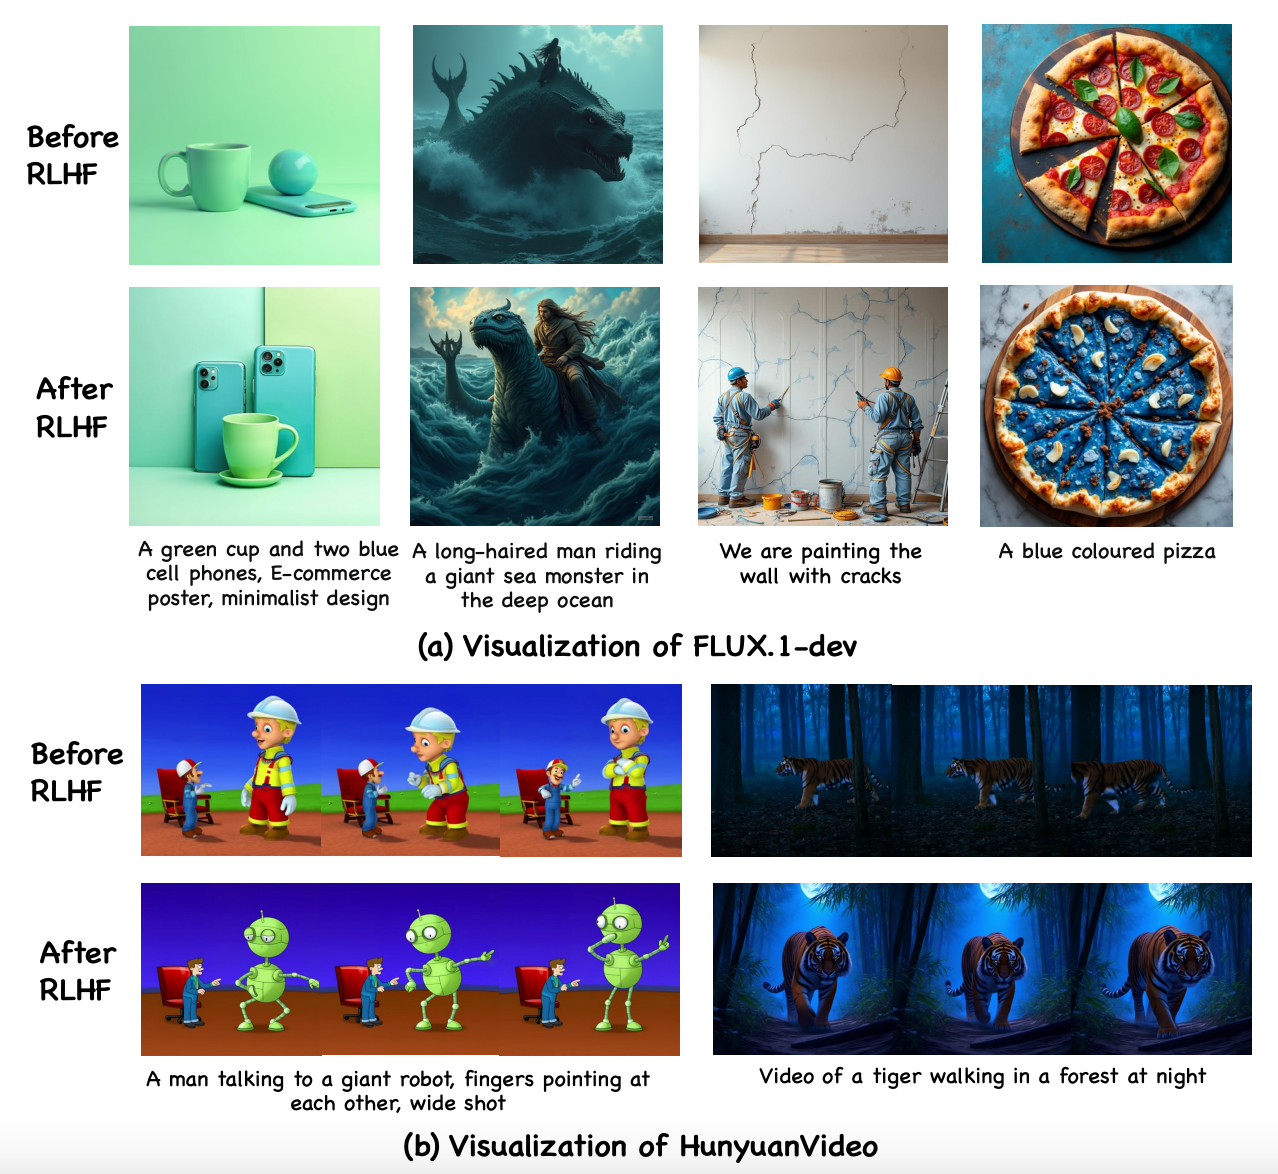 Before
RLHF
After
RLHF
A green cup and two blue
cell phones, E-commerce
poster, minimalist design
A long-haired man riding
a giant sea monster in
the deep ocean
We are painting the
wall with cracks
A blue coloured pizza
(a) Visualization of FLUX.1-dev
Before
RLHF
After
RLHF
A man talking to a giant robot, fingers pointing at
each other, wide shot
Video of a tiger walking in a forest at night
(b) Visualization of HunyuanVideo